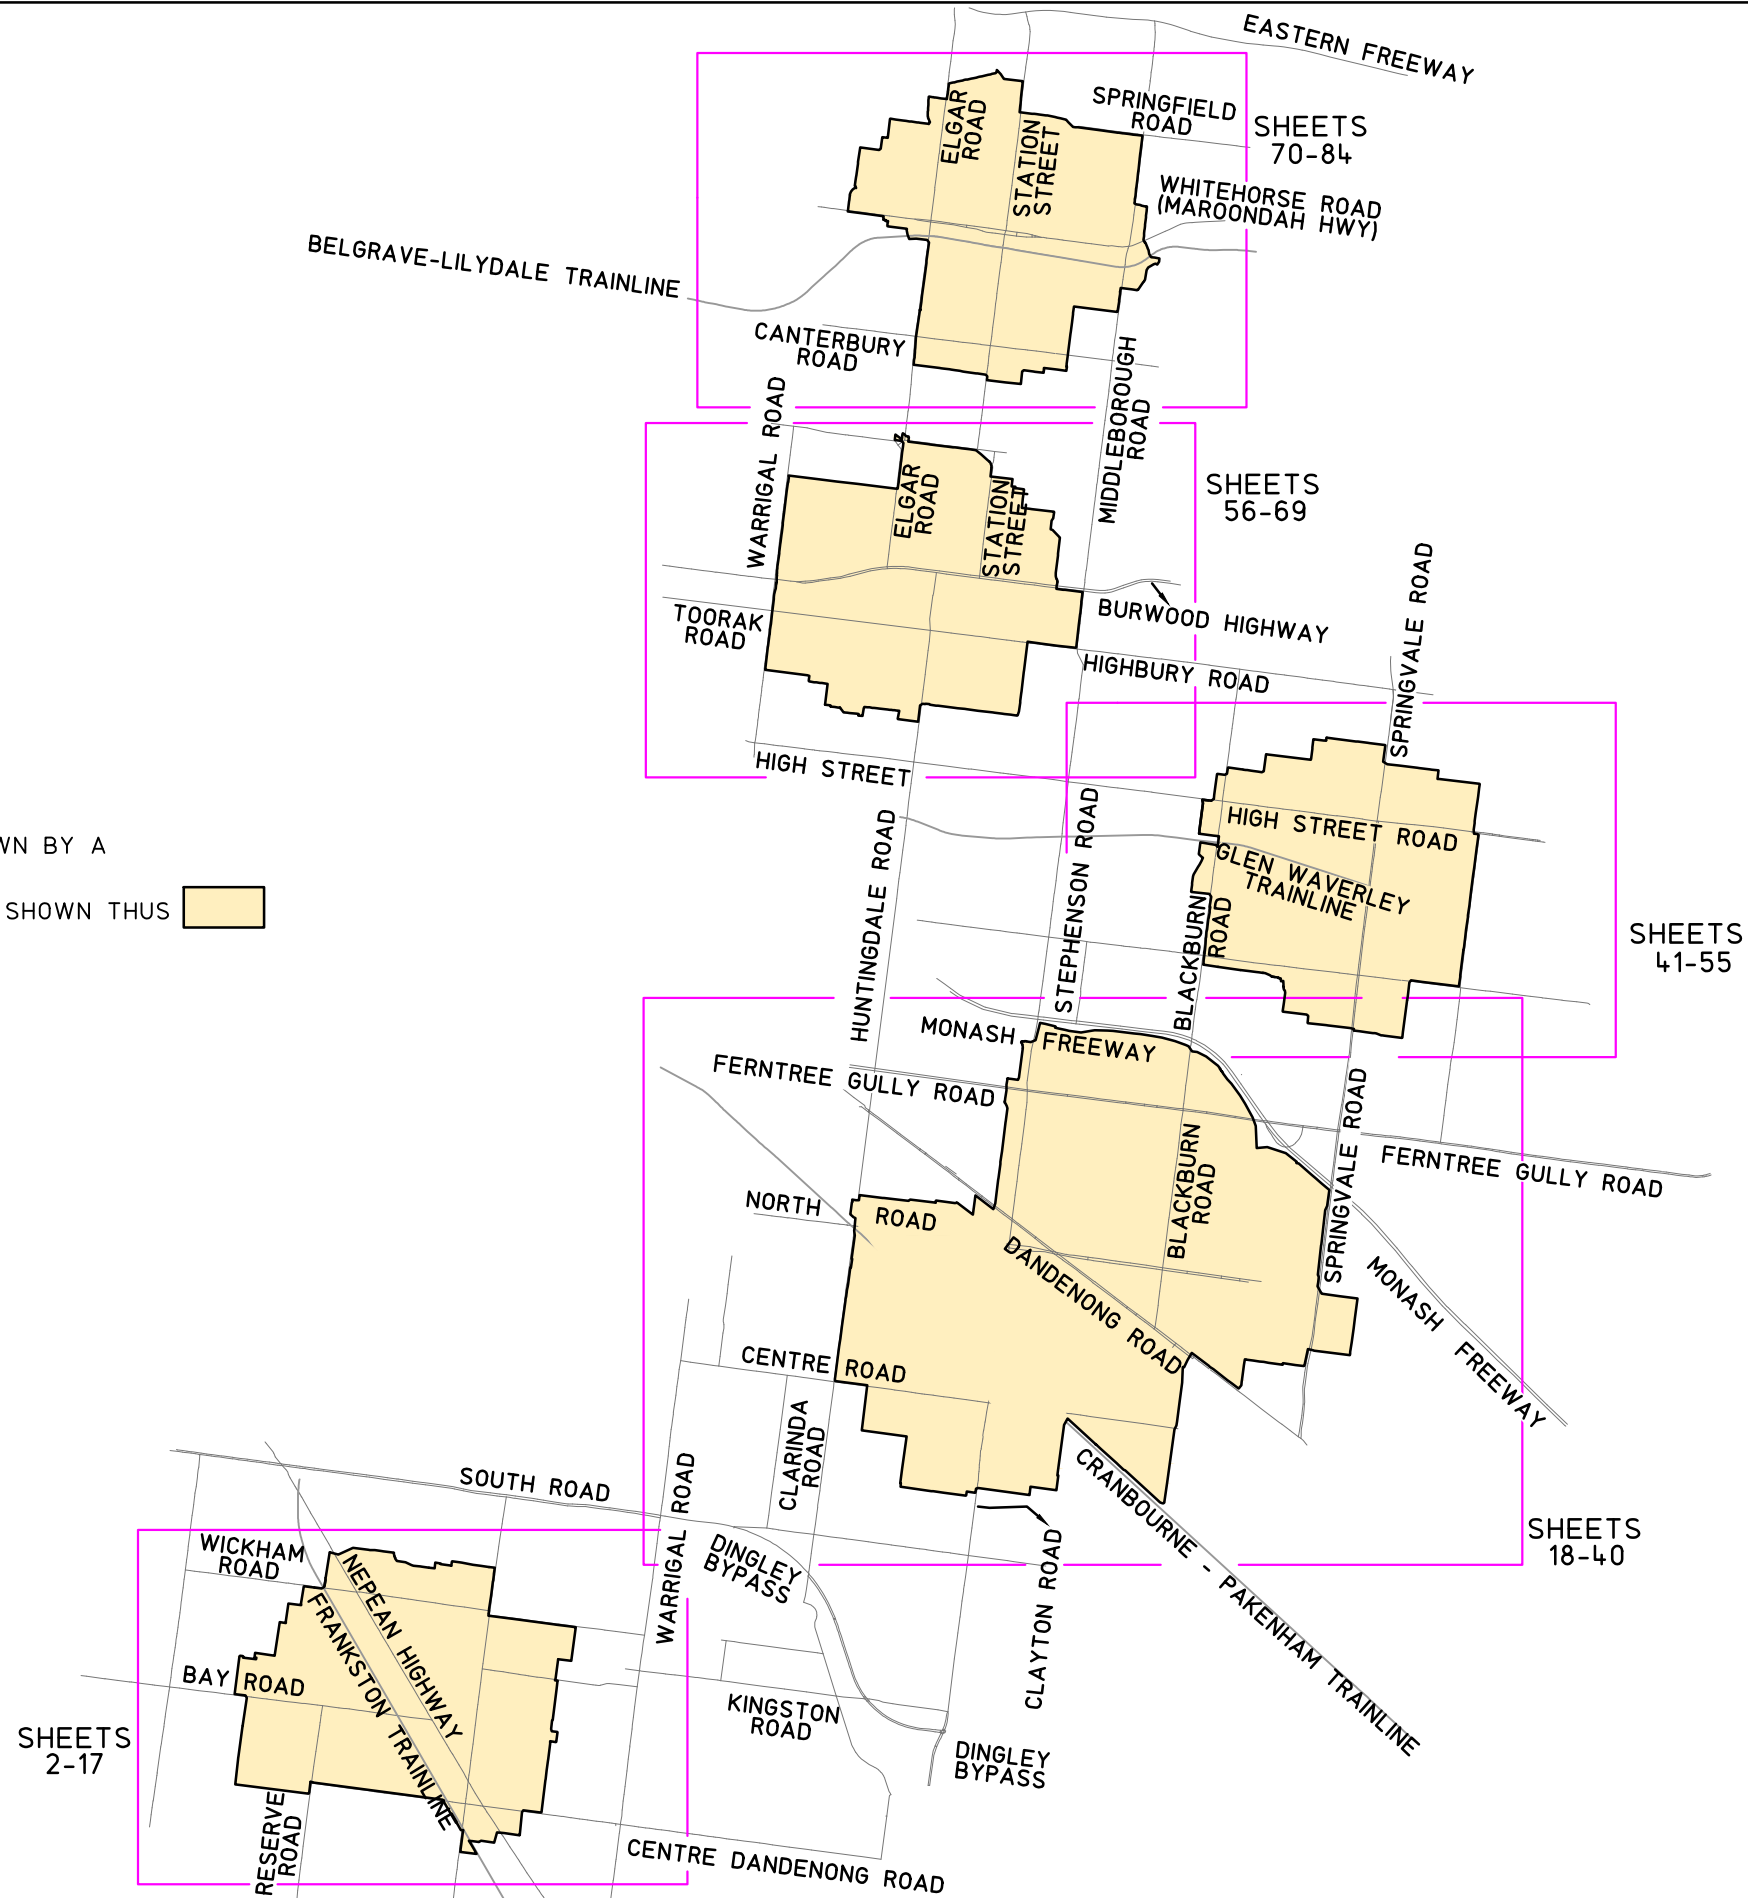 EASTERN FREEWAY
SPRINGFIELD
ROAD
SHEETS
70-84
ELGAR
ROAD
STATION
STREET
WHITEHORSE ROAD
(MAROONDAH HWY)
BELGRAVE-LILYDALE TRAINLINE
CANTERBURY
ROAD
WARRIGAL ROAD
MIDDLEBOROUGH
ROAD
SHEETS
56-69
ELGAR
ROAD
STATION
STREET
TOORAK
ROAD
BURWOOD HIGHWAY
HIGHBURY ROAD
SPRINGVALE ROAD
HIGH STREET
HIGH STREET ROAD
GLEN WAVERLEY
TRAINLINE
WN BY A
SHOWN THUS
HUNTINGDALE ROAD
STEPHENSON ROAD
BLACKBURN
ROAD
SHEETS
41-55
MONASH FREEWAY
FERNTREE GULLY ROAD
SPRINGVALE ROAD
FERNTREE GULLY ROAD
BLACKBURN
ROAD
NORTH ROAD
DANDENONG ROAD
MONASH FREEWAY
CENTRE ROAD
CLARINDA
ROAD
SOUTH ROAD
WARRIGAL ROAD
CRANBOURNE - PAKENHAM TRAINLINE
SHEETS
18-40
WICKHAM
ROAD
NEPEAN HIGHWAY
FRANKSTON TRAINLINE
DINGLEY
BYPASS
CLAYTON ROAD
BAY ROAD
KINGSTON
ROAD
SHEETS
2-17
DINGLEY
BYPASS
RESERVE
ROAD
CENTRE DANDENONG ROAD